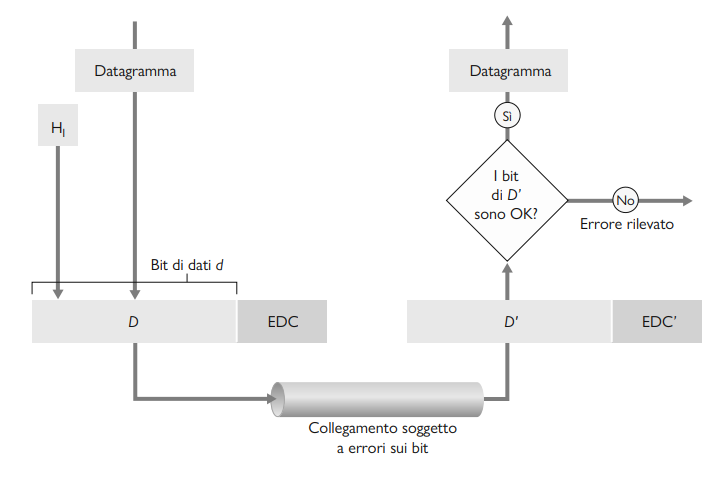 Datagramma
H₁
Bit di dati d
D
EDC
Collegamento soggetto
a errori sui bit
Datagramma
Sì
I bit
di D’
sono OK?
No
Errore rilevato
D’
EDC’